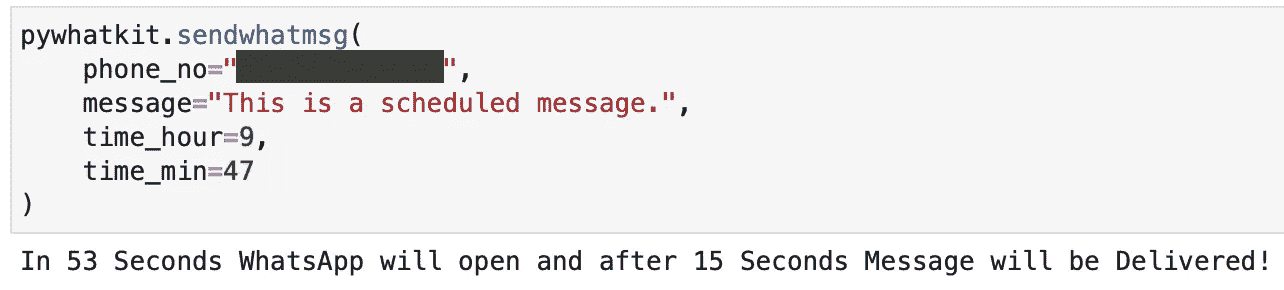 pywhatkit.sendwhatmsg(
    phone_no="",
    message="This is a scheduled message.",
    time_hour=9,
    time_min=47
)
In 53 Seconds WhatsApp will open and after 15 Seconds Message will be Delivered!